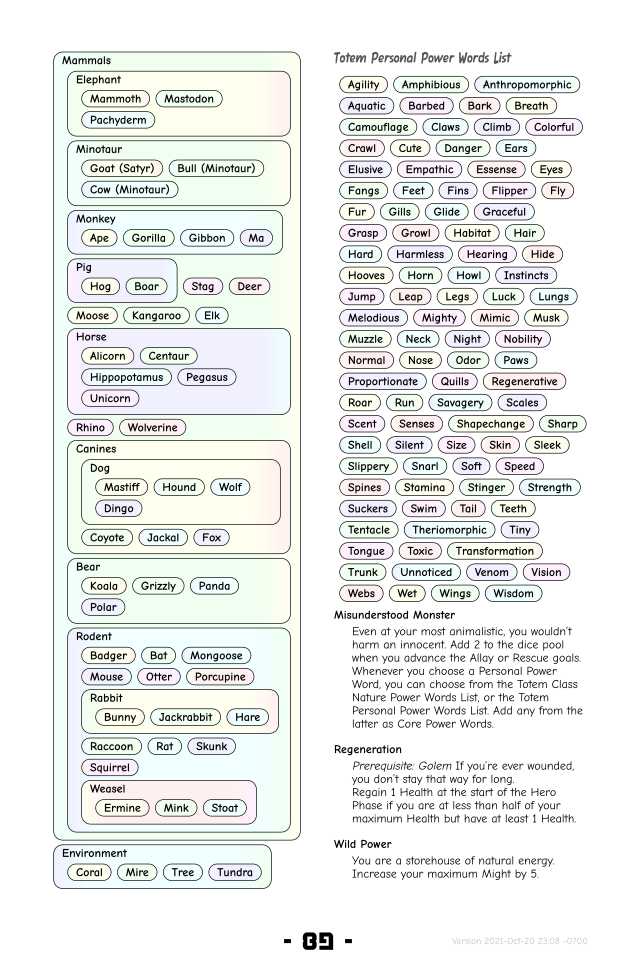 Mammals
Elephant
Mammoth Mastodon
Pachyderm
Minotaur
Goat (Satyr) Bull (Minotaur)
Cow (Minotaur)
Monkey
Ape Gorilla Gibbon Ma
Pig
Hog Boar Stag Deer
Moose Kangaroo Elk
Horse
Alicorn Centaur
Hippopotamus Pegasus
Unicorn
Rhino Wolverine
Canines
Dog
Mastiff Hound Wolf
Dingo
Coyote Jackal Fox
Bear
Koala Grizzly Panda
Polar
Rodent
Badger Bat Mongoose
Mouse Otter Porcupine
Rabbit
Bunny Jackrabbit Hare
Raccoon Rat Skunk
Squirrel
Weasel
Ermine Mink Stoat
Environment
Coral Mire Tree Tundra
Totem Personal Power Words List
Agility Amphibious Anthropomorphic
Aquatic Barbed Bark Breath
Camouflage Claws Climb Colorful
Crawl Cute Danger Ears
Elusive Empathic Essense Eyes
Fangs Feet Fins Flipper Fly
Fur Gills Glide Graceful
Grasp Growl Habitat Hair
Hard Harmless Hearing Hide
Hooves Horn Howl Instincts
Jump Leap Legs Luck Lungs
Melodious Mighty Mimic Musk
Muzzle Neck Night Nobility
Normal Nose Odor Paws
Proportionate Quills Regenerative
Roar Run Savagery Scales
Scent Senses Shapechange Sharp
Shell Silent Size Skin Sleek
Slippery Snarl Soft Speed
Spines Stamina Stinger Strength
Suckers Swim Tail Teeth
Tentacle Theriomorphic Tiny
Tongue Toxic Transformation
Trunk Unnoticed Venom Vision
Webs Wet Wings Wisdom
Misunderstood Monster
Even at your most animalistic, you wouldn't
harm an innocent. Add 2 to the dice pool
when you advance the Allay or Rescue goals.
Whenever you choose a Personal Power
Word, you can choose from the Totem Class
Nature Power Words List, or the Totem
Personal Power Words List. Add any from the
latter as Core Power Words.
Regeneration
Prerequisite: Golem If you're ever wounded,
you don't stay that way for long.
Regain 1 Health at the start of the Hero
Phase if you are at less than half of your
maximum Health but have at least 1 Health.
Wild Power
You are a storehouse of natural energy.
Increase your maximum Might by 5.
- 89 -
Version 2021-Oct-20 23:08 -0700